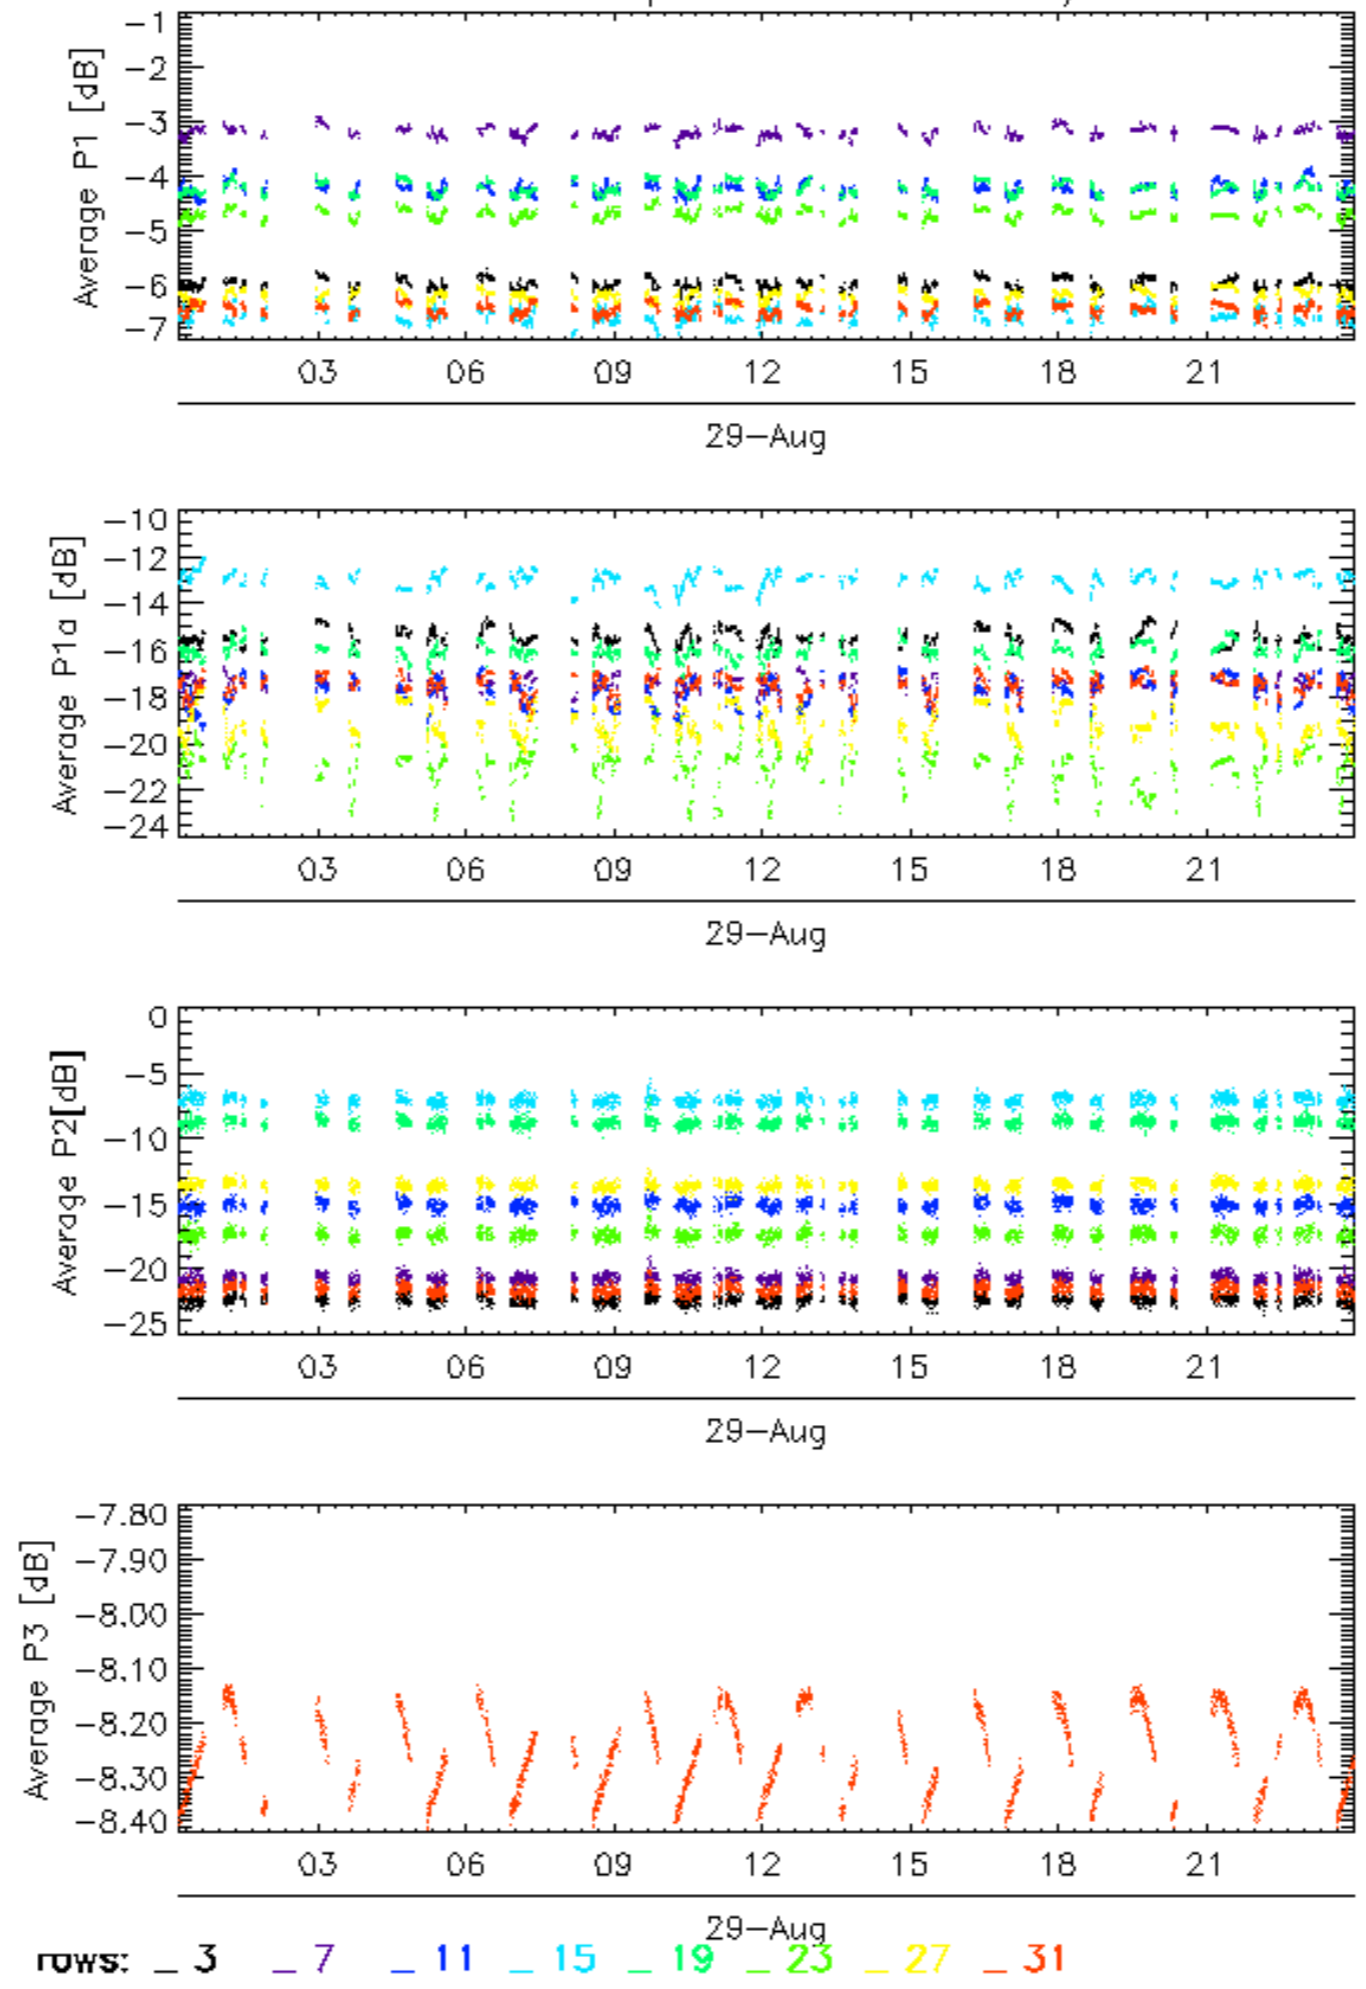 -1
-2
-3
-4
-5
-6
-7
Average P1 [dB]
03 06 09 12 15 18 21
29-Aug
-10
-12
-14
-16
-18
-20
-22
-24
Average P1a [dB]
03 06 09 12 15 18 21
29-Aug
0
-5
-10
-15
-20
-25
Average P2[dB]
03 06 09 12 15 18 21
29-Aug
-7.80
-7.90
-8.00
-8.10
-8.20
-8.30
-8.40
Average P3 [dB]
03 06 09 12 15 18 21
29-Aug
rows: _ 3 _ 7 _ 11 _ 15 _ 19 _ 23 _ 27 _ 31